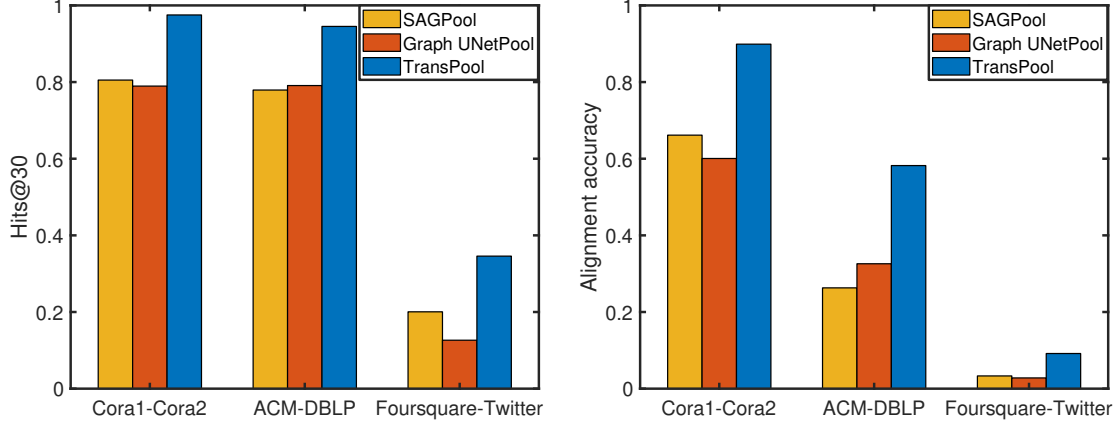 1
0.8
0.6
0.4
0.2
0
Hits@30
Cora1-Cora2 ACM-DBLP Foursquare-Twitter
SAGPool
Graph UNetPool
TransPool
1
0.8
0.6
0.4
0.2
0
Alignment accuracy
Cora1-Cora2 ACM-DBLP Foursquare-Twitter
SAGPool
Graph UNetPool
TransPool